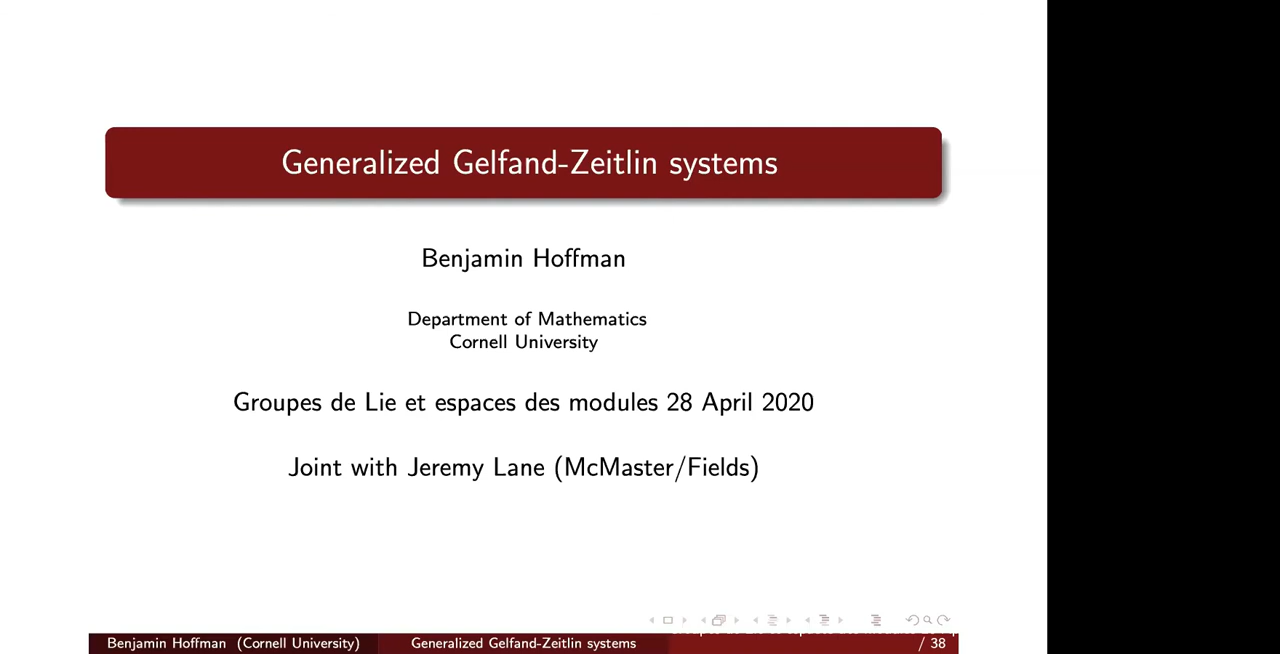 Generalized Gelfand-Zeitlin systems
Benjamin Hoffman
Department of Mathematics
Cornell University
Groupes de Lie et espaces des modules 28 April 2020
Joint with Jeremy Lane (McMaster/Fields)
Benjamin Hoffman (Cornell University) Generalized Gelfand-Zeitlin systems / 38